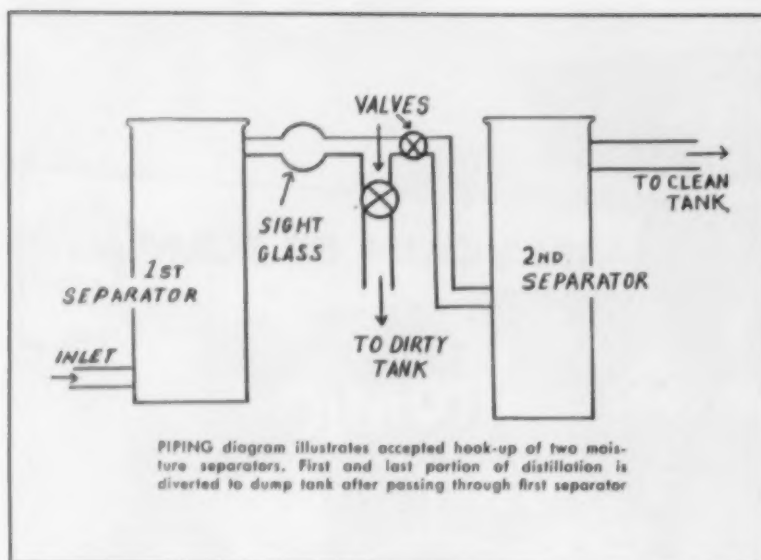 VALVES
SIGHT
GLASS
1ST
SEPARATOR
INLET
TO DIRTY
TANK
2ND
SEPARATOR
TO CLEAN
TANK
PIPING diagram illustrates accepted hook-up of two mois-
ture separators. First and last portion of distillation is
diverted to dump tank after passing through first separator